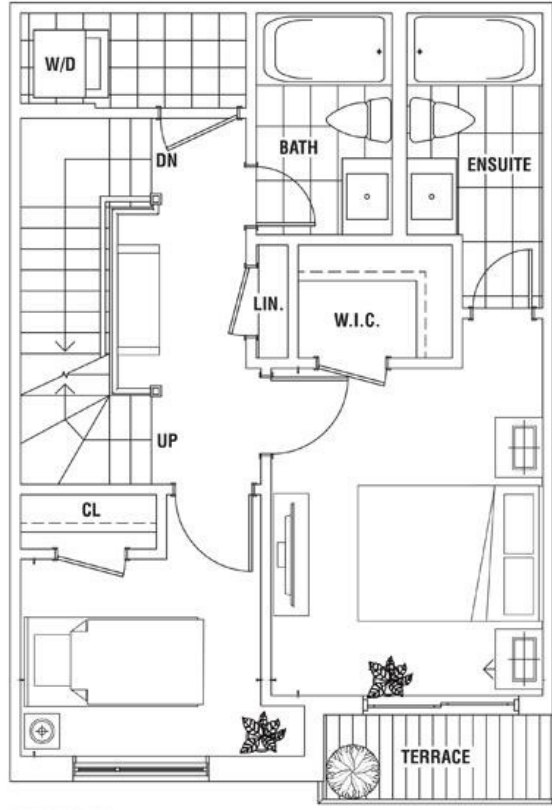 W/D
DN
BATH
ENSUITE
LIN.
W.I.C.
UP
CL
TERRACE